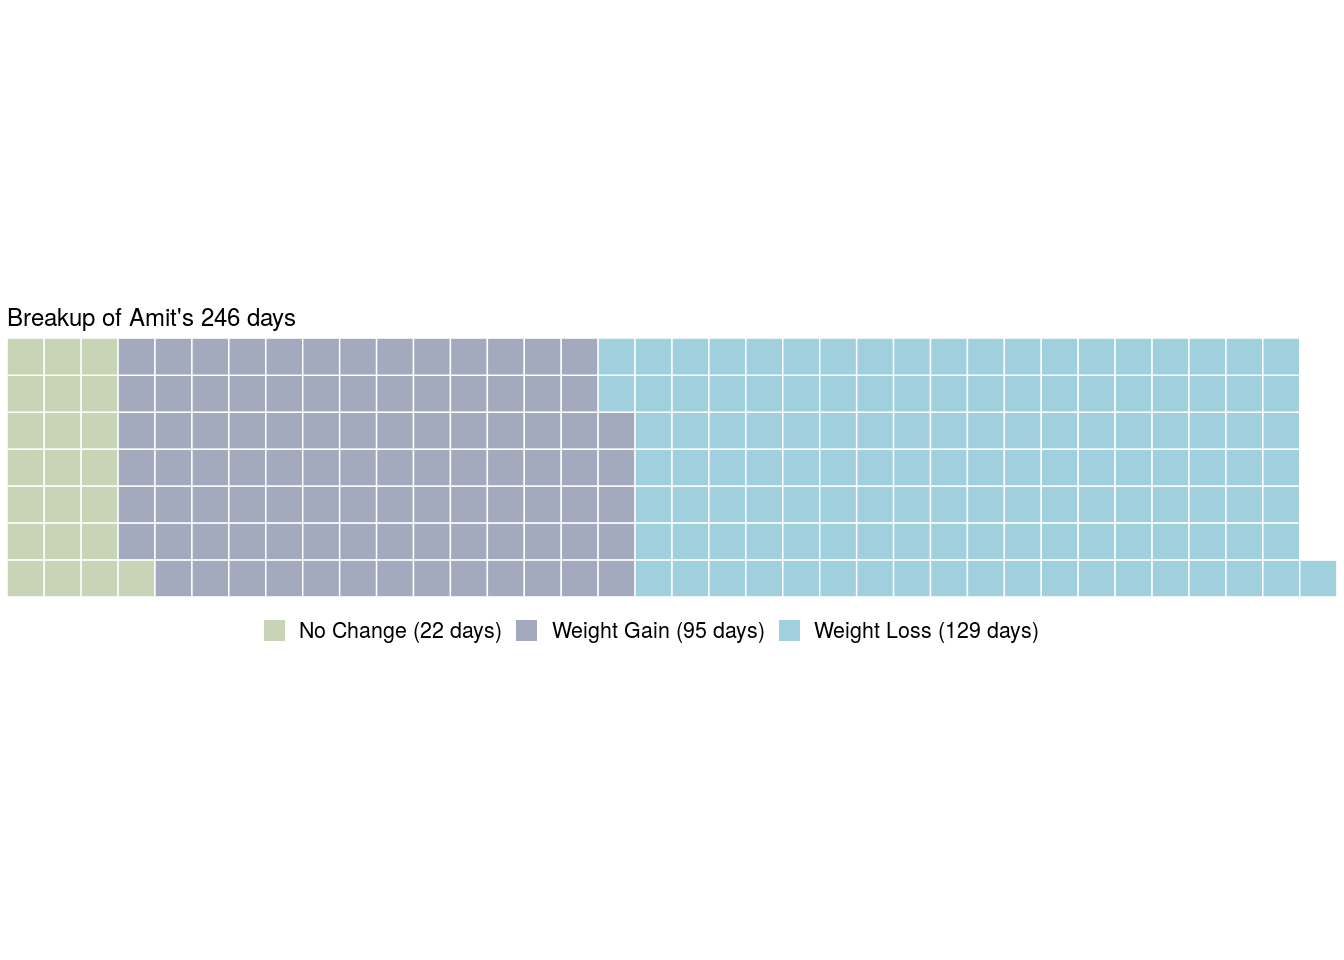 Breakup of Amit's 246 days
No Change (22 days) Weight Gain (95 days) Weight Loss (129 days)